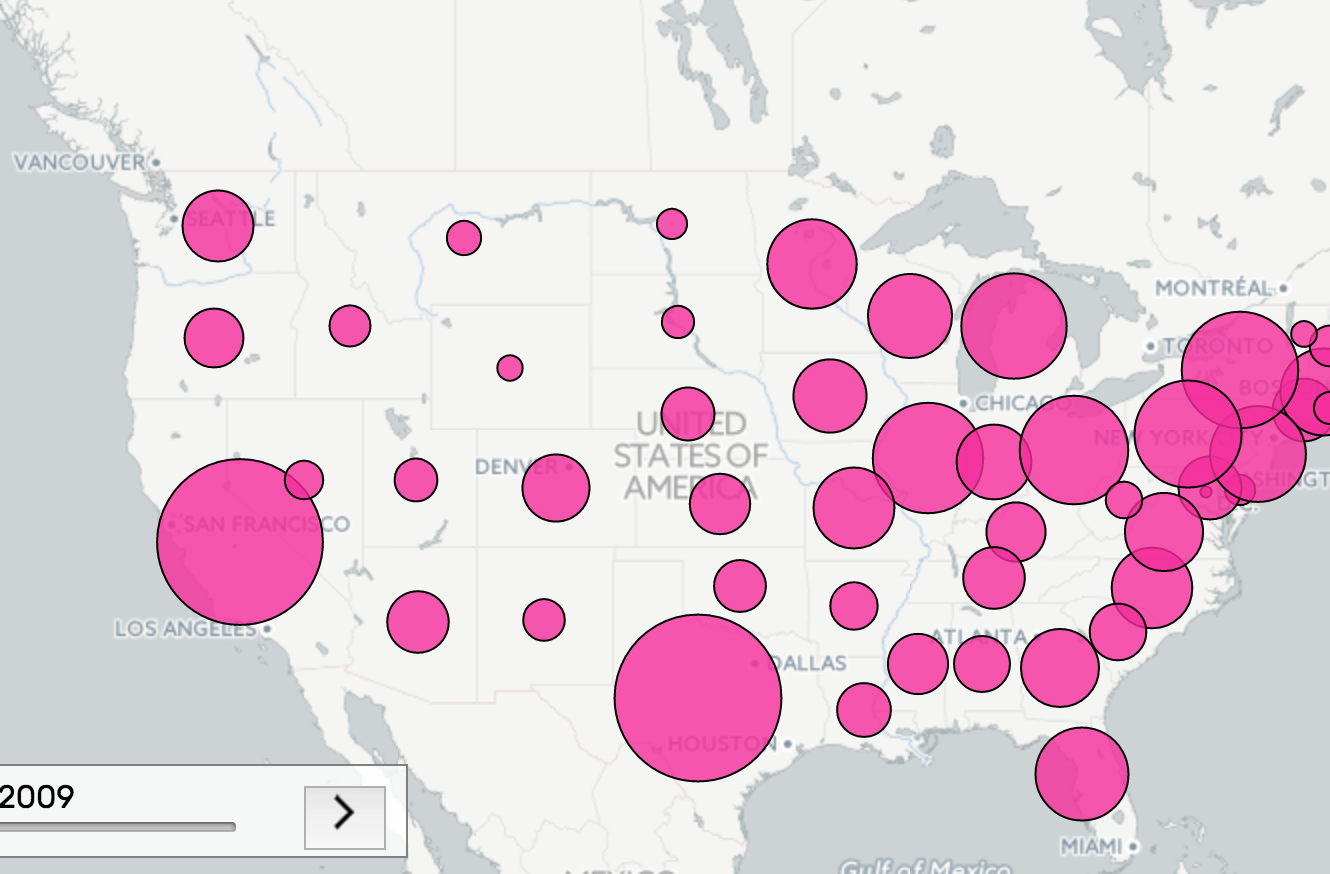 VANCOUVER
SEATTLE
MONTRÉAL
TORONTO
BOS
CHICAGO
NEW YORK CITY
UNITED
STATES OF
AMERICA
DENVER
SAN FRANCISCO
LOS ANGELES
ATLANTA
DALLAS
HOUSTON
2009
MIAMI
Gulf of Mexico
MEXICO